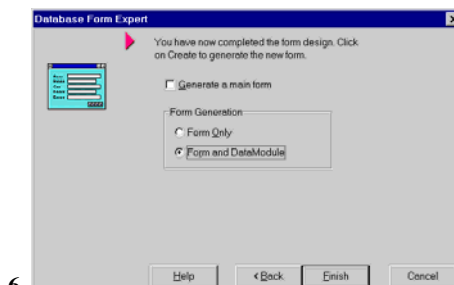 Database Form Expert
You have now completed the form design. Click
on Create to generate the new form.
Generate a main form
Form Generation
Form Only
Form and DataModule
6.
Help
<Back
Finish
Cancel